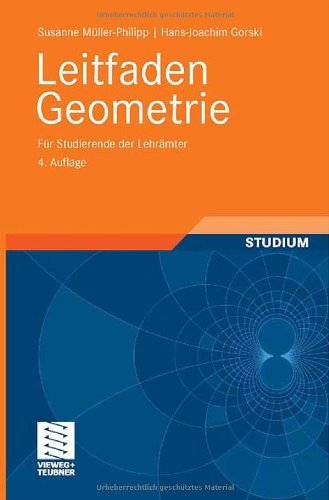 Urheberrechtlich geschütztes Material
Susanne Müller-Philipp | Hans-Joachim Gorski
Leitfaden
Geometrie
Für Studierende der Lehrämter
4. Auflage
STUDIUM
VIEWEG+
TEUBNER
Urheberrechtlich geschütztes Material